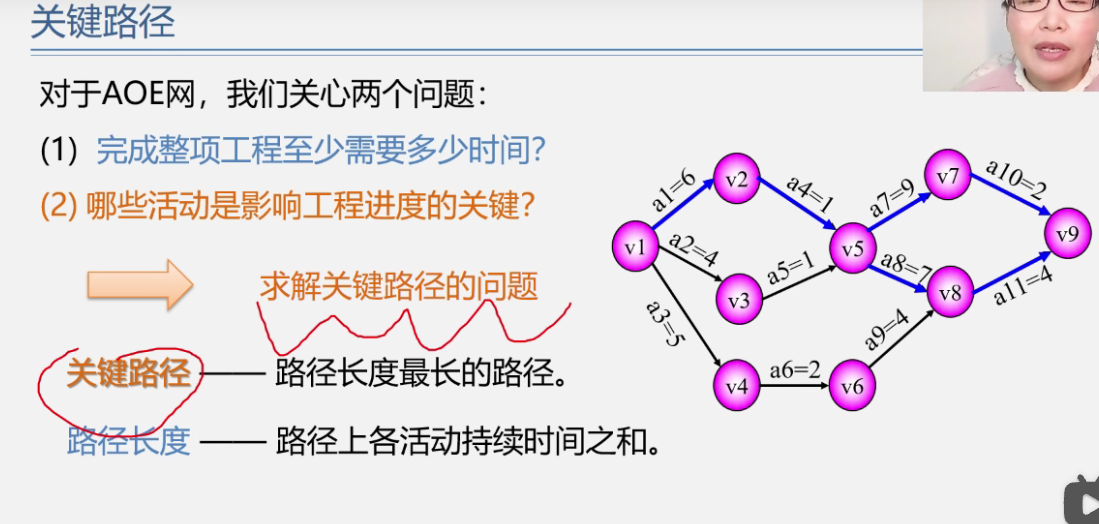 关键路径
对于AOE网，我们关心两个问题：
(1) 完成整项工程至少需要多少时间？
(2) 哪些活动是影响工程进度的关键？
求解关键路径的问题
关键路径 —— 路径长度最长的路径。
路径长度 —— 路径上各活动持续时间之和。
v1
v2
v3
v4
v5
v6
v7
v8
v9
a1=6
a2=4
a3=5
a4=1
a5=1
a6=2
a7=9
a8=7
a9=4
a10=2
a11=4